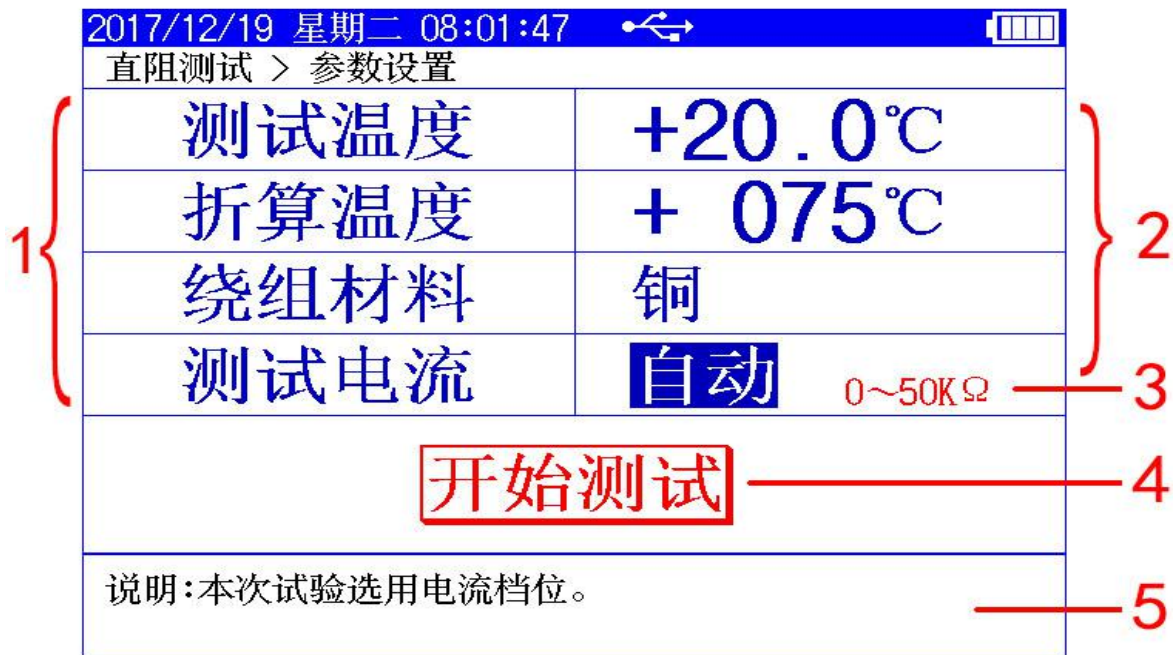 2017/12/19 星期二 08:01:47
直阻测试 > 参数设置
测试温度 +20.0℃
折算温度 + 075℃
绕组材料 铜
测试电流 自动 0~50KΩ
开始测试
说明:本次试验选用电流档位。
1
2
3
4
5